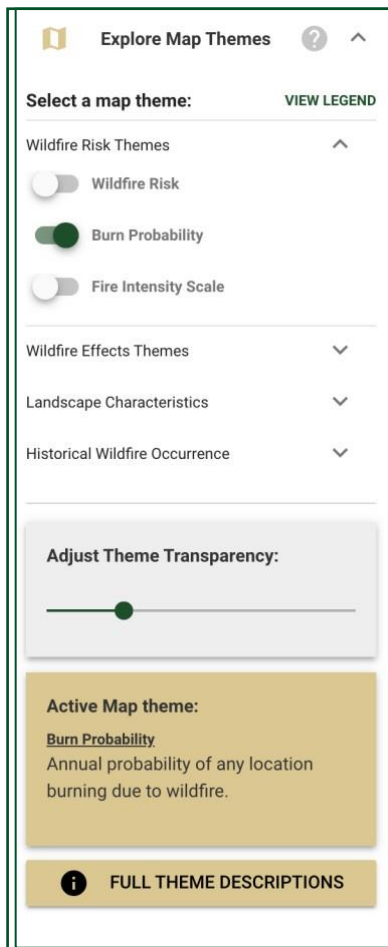 Explore Map Themes ?
Select a map theme: VIEW LEGEND
Wildfire Risk Themes
Wildfire Risk
Burn Probability
Fire Intensity Scale
Wildfire Effects Themes
Landscape Characteristics
Historical Wildfire Occurrence
Adjust Theme Transparency:
Active Map theme:
Burn Probability
Annual probability of any location
burning due to wildfire.
i FULL THEME DESCRIPTIONS